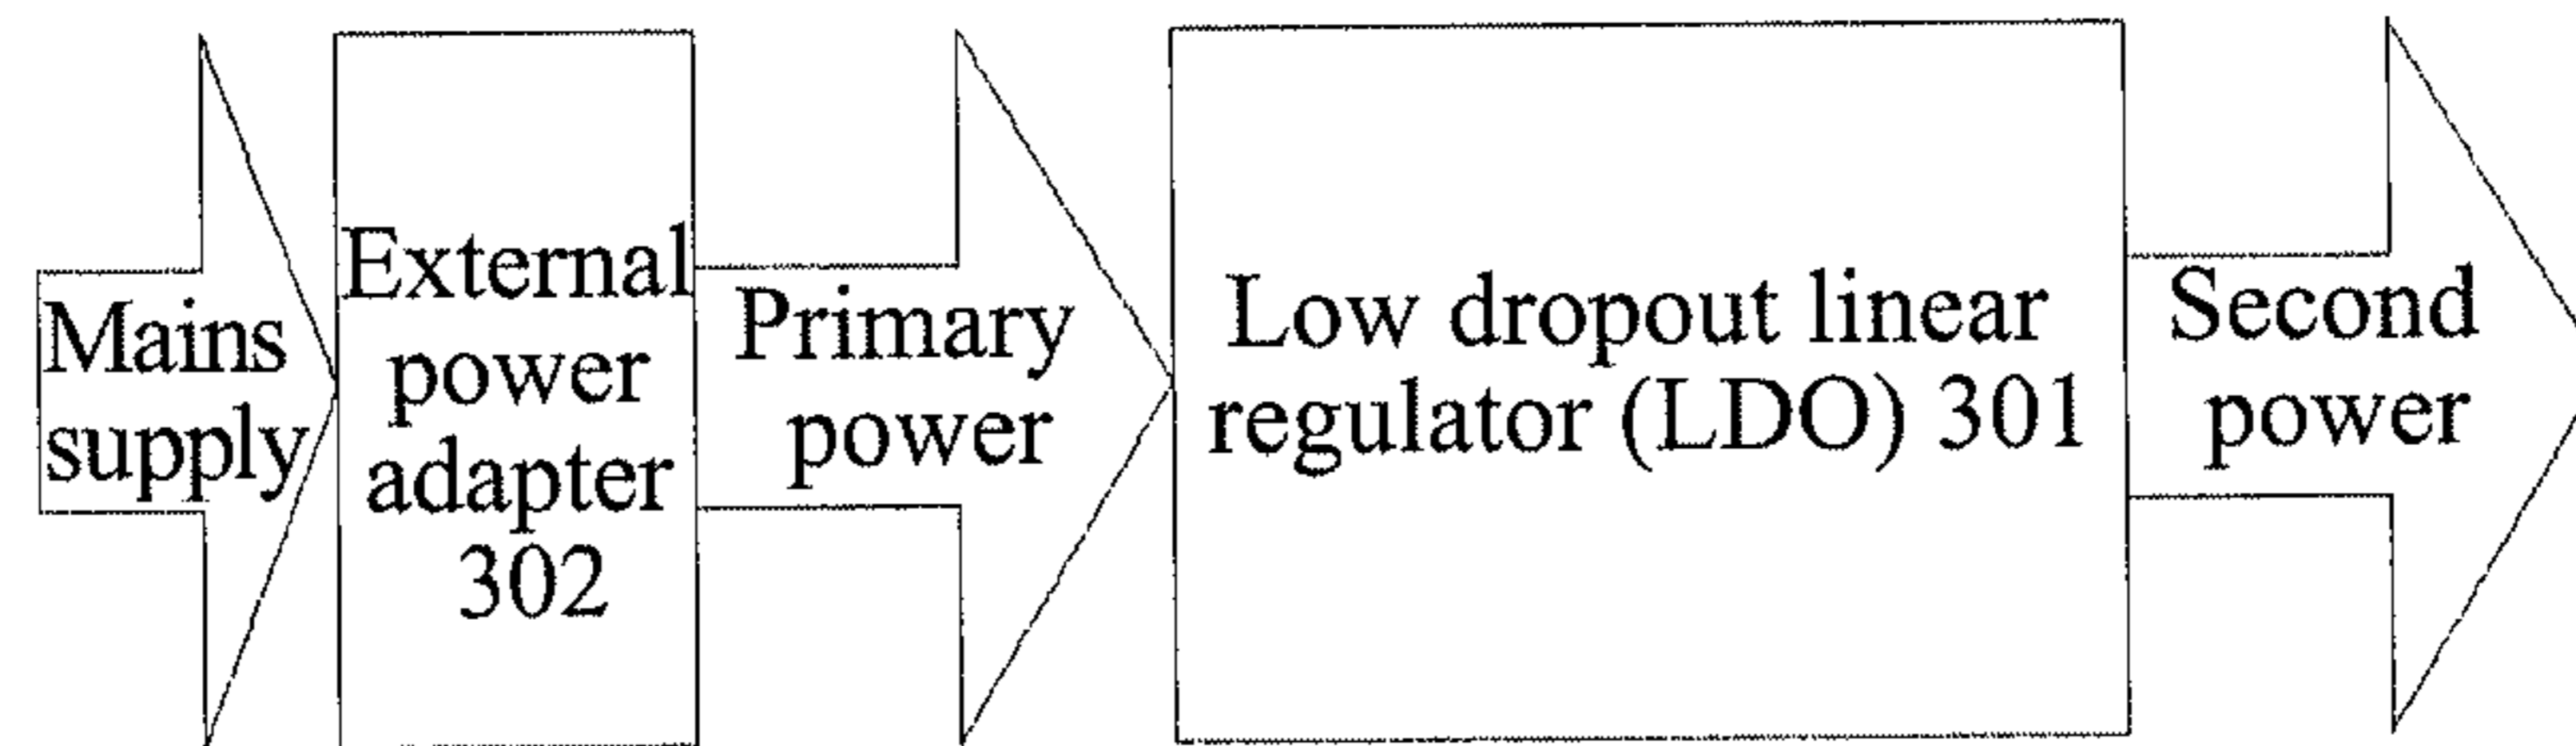 Mains
supply
External
power
adapter
302
Primary
power
Low dropout linear
regulator (LDO) 301
Second
power